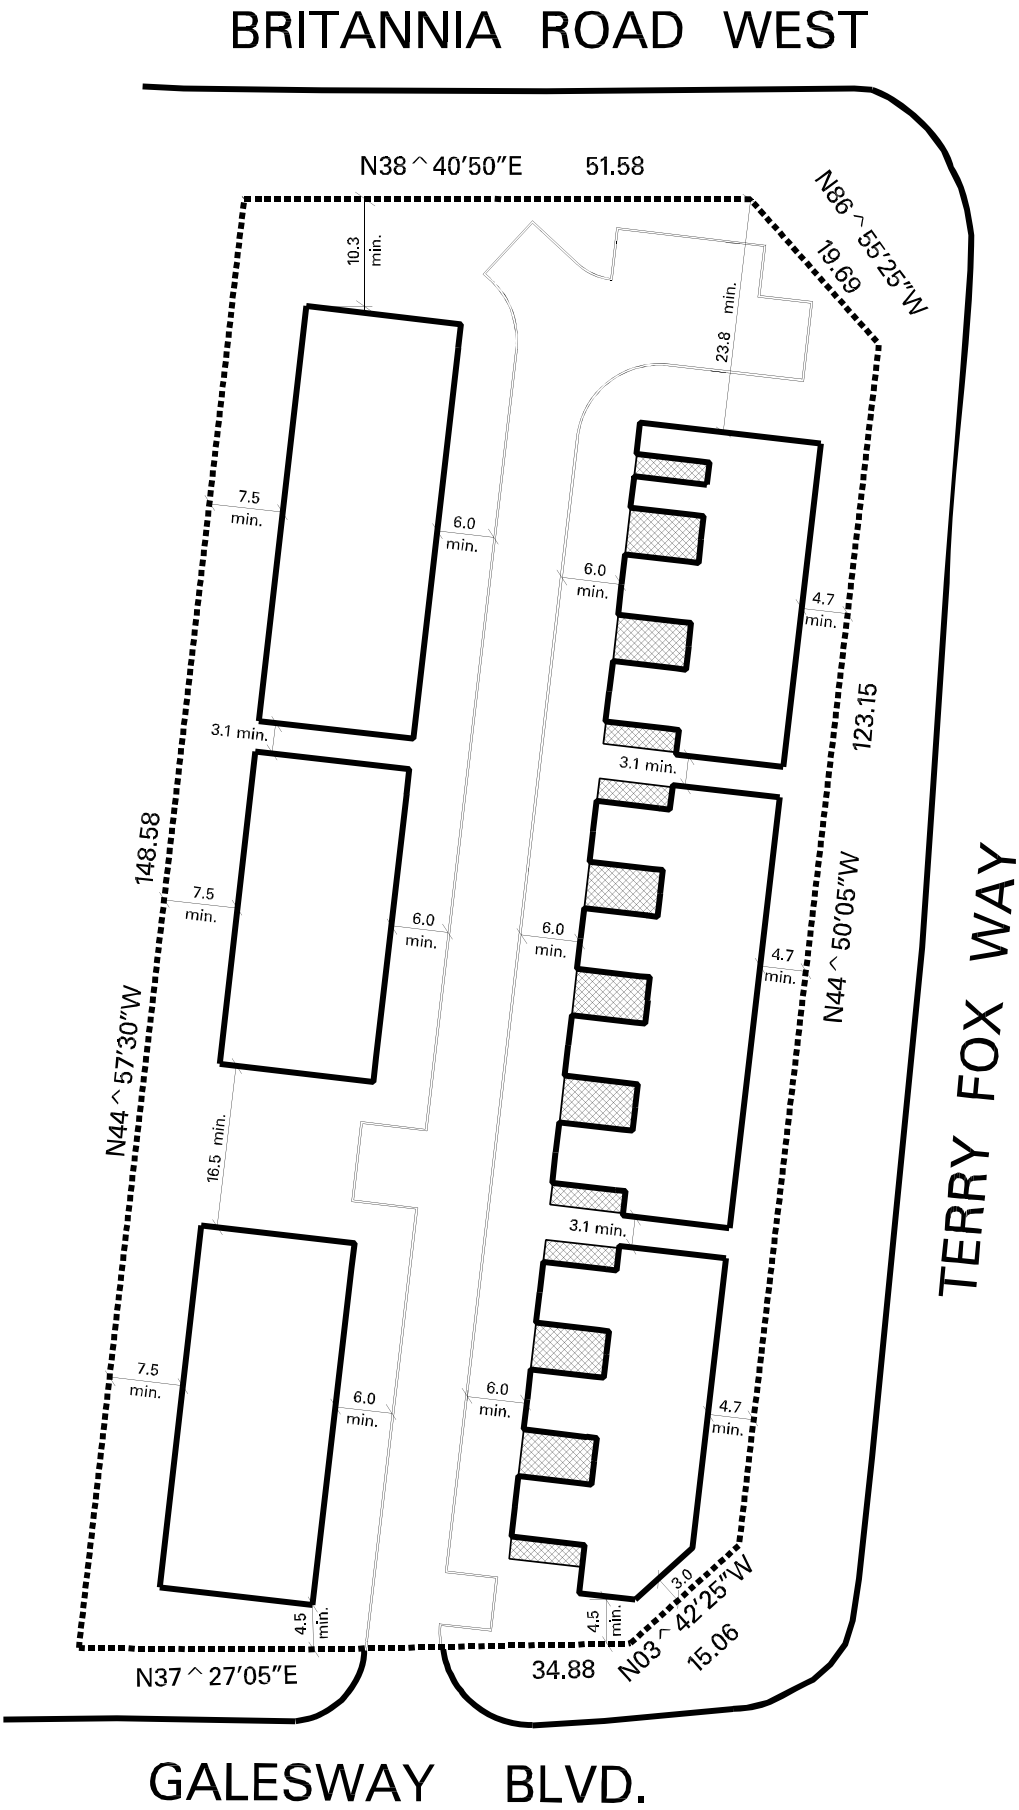 BRITANNIA ROAD WEST
N38^40'50"E 51.58
N86^55'25"W
19.69
10.3 min.
23.8 min.
7.5 min.
6.0 min.
6.0 min.
4.7 min.
123.15
3.1 min.
3.1 min.
148.58
N44^50'05"W
7.5 min.
6.0 min.
6.0 min.
4.7 min.
TERRY FOX WAY
N44^57'30"W
16.5 min.
3.1 min.
7.5 min.
6.0 min.
6.0 min.
4.7 min.
3.0
4.5 min.
4.5 min.
N03^42'25"W
15.06
N37^27'05"E
34.88
GALESWAY BLVD.